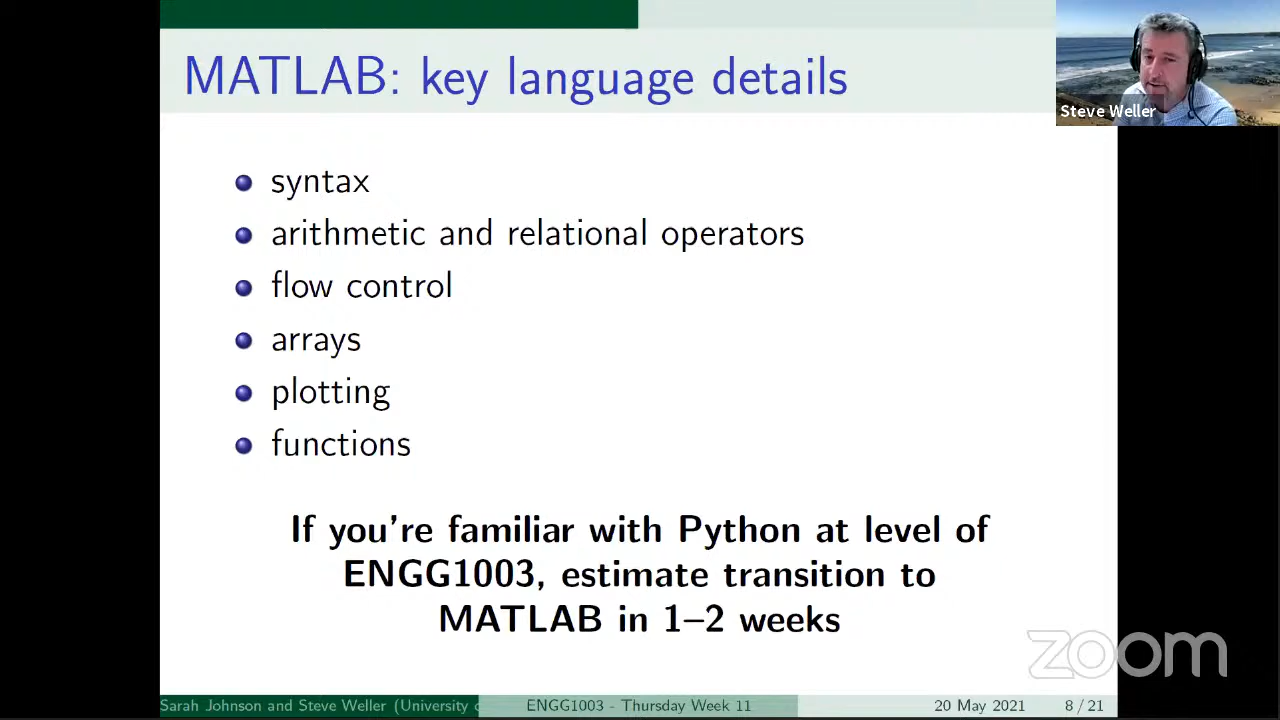 MATLAB: key language details
Steve Weller
syntax
arithmetic and relational operators
flow control
arrays
plotting
functions
If you're familiar with Python at level of
ENGG1003, estimate transition to
MATLAB in 1–2 weeks
zoom
Sarah Johnson and Steve Weller (University
ENGG1003 - Thursday Week 11
20 May 2021
8 / 21